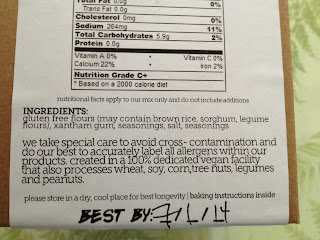 Total Fat 0.0g 0%
Trans Fat 0.0g
Cholesterol 0mg 0%
Sodium 264mg 11%
Total Carbohydrates 5.9g 2%
Protein 0.0g
Vitamin A 0% • Vitamin C 0%
Calcium 22% • Iron 2%
Nutrition Grade C+
* Based on a 2000 calorie diet
nutritional facts apply to our mix only and do not include additions
INGREDIENTS:
gluten free flours (may contain brown rice, sorghum, legume
flours), xantham gum, seasonings, salt, seasonings
we take special care to avoid cross- contamination and
do our best to accurately label all allergens within our
products. created in a 100% dedicated vegan facility
that also processes wheat, soy, corn, tree nuts, legumes
and peanuts.
please store in a dry, cool place for best longevity | baking instructions inside
BEST BY: 7/1/14